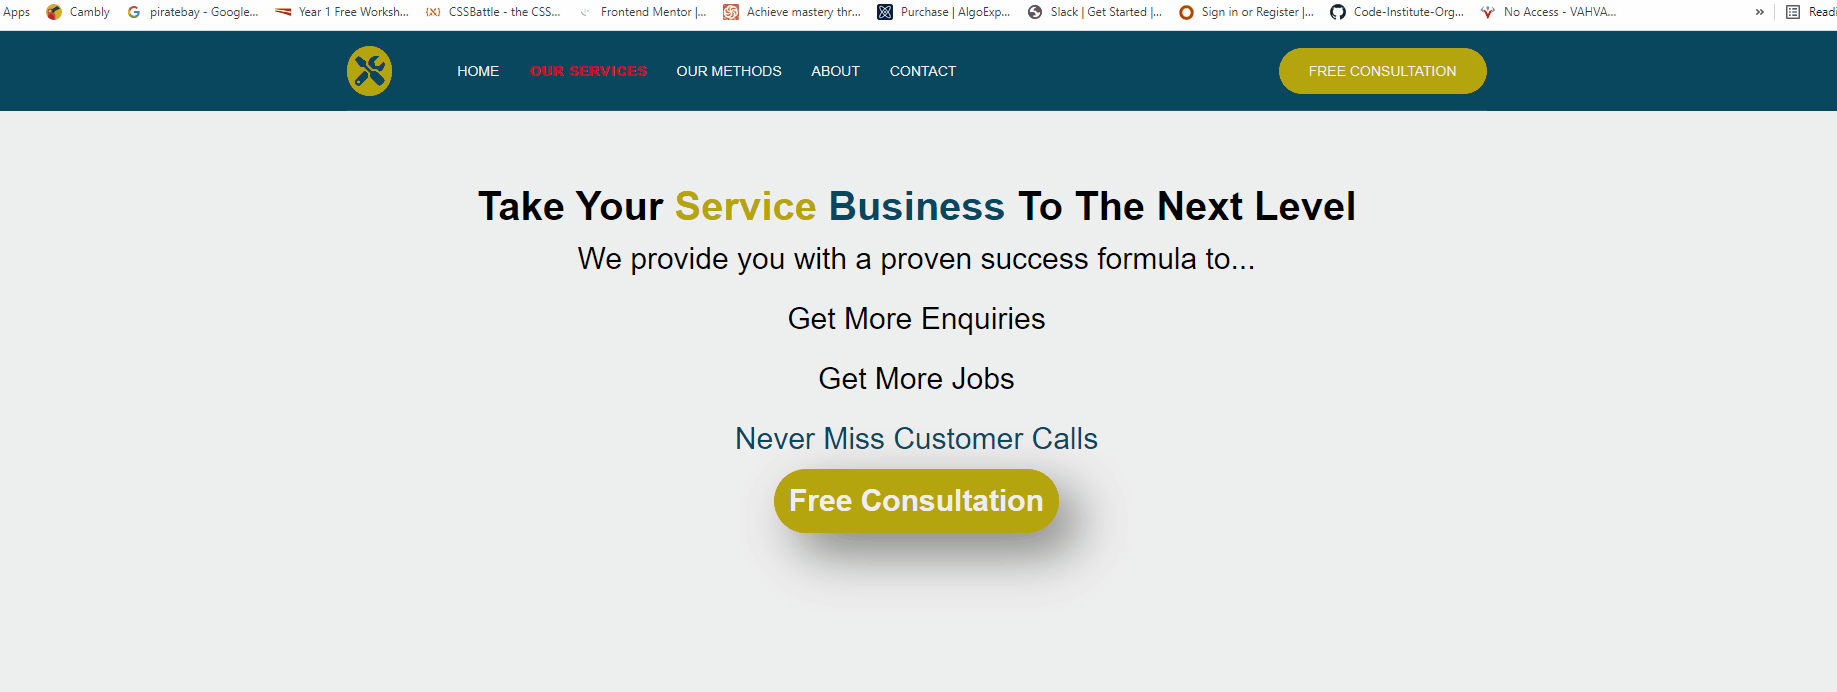 Apps Cambly piratebay - Google... Year 1 Free Worksh... CSSBattle - the CSS... Frontend Mentor |... Achieve mastery thr... Purchase | AlgoExp... Slack | Get Started |... Sign in or Register |... Code-Institute-Org... No Access - VAHVA... » Readi
HOME OUR SERVICES OUR METHODS ABOUT CONTACT FREE CONSULTATION
Take Your Service Business To The Next Level
We provide you with a proven success formula to...
Get More Enquiries
Get More Jobs
Never Miss Customer Calls
Free Consultation